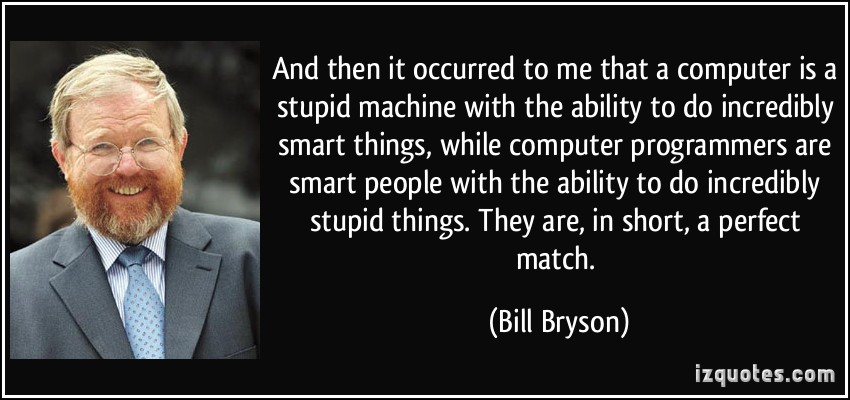 And then it occurred to me that a computer is a
stupid machine with the ability to do incredibly
smart things, while computer programmers are
smart people with the ability to do incredibly
stupid things. They are, in short, a perfect
match.
(Bill Bryson)
izquotes.com